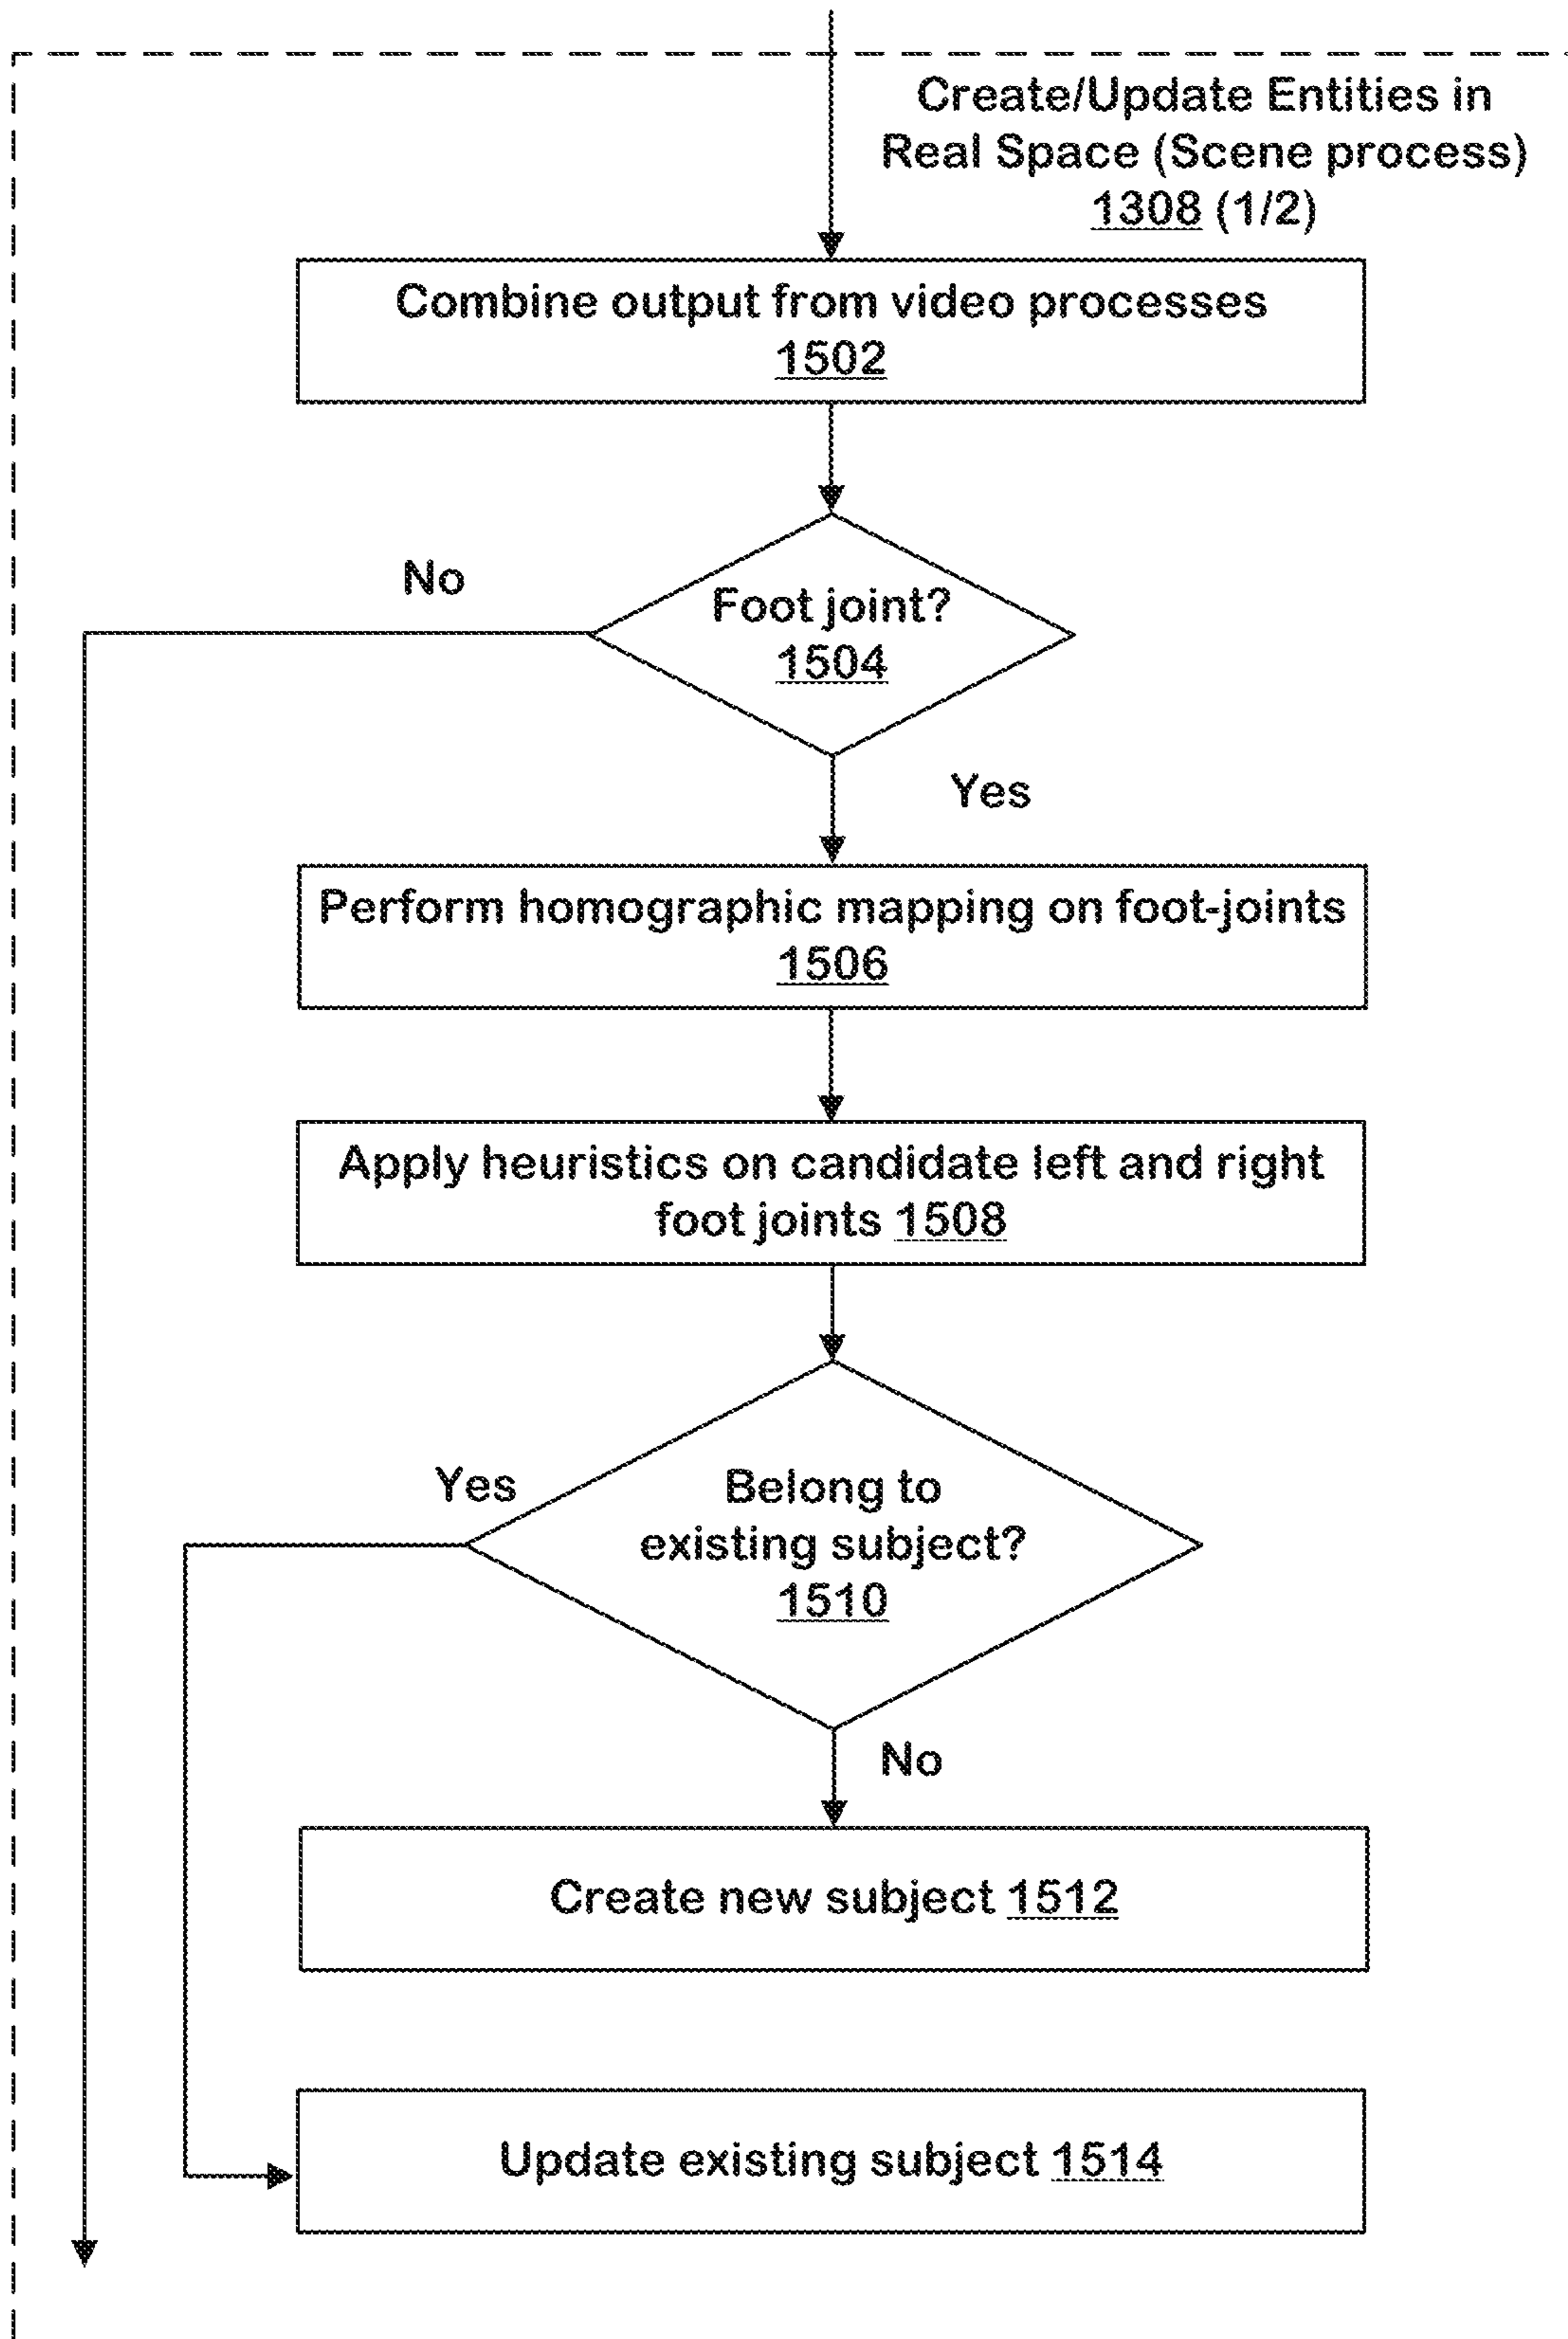 Create/Update Entities in
Real Space (Scene process)
1308 (1/2)
Combine output from video processes
1502
No
Foot joint?
1504
Yes
Perform homographic mapping on foot-joints
1506
Apply heuristics on candidate left and right
foot joints 1508
Yes
Belong to
existing subject?
1510
No
Create new subject 1512
Update existing subject 1514